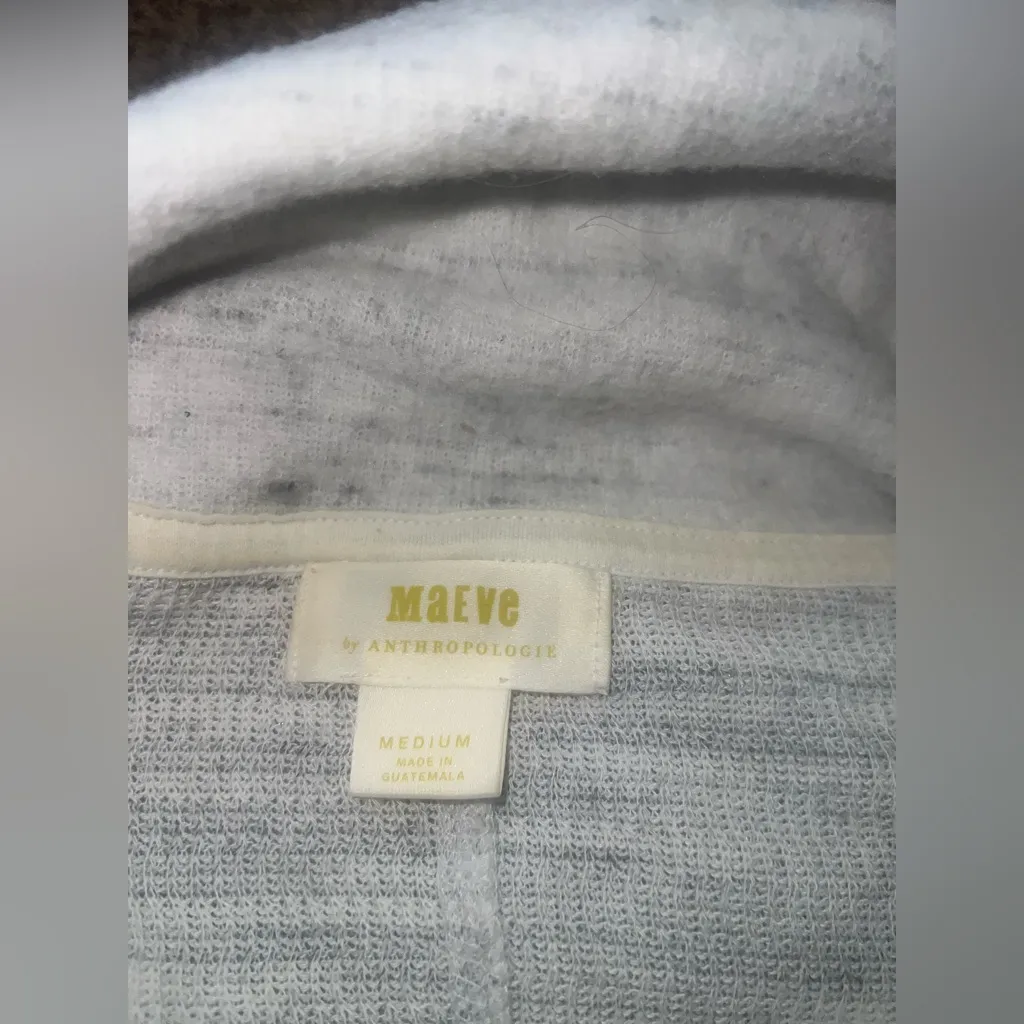 MaEVe
by ANTHROPOLOGIE
MEDIUM
MADE IN
GUATEMALA